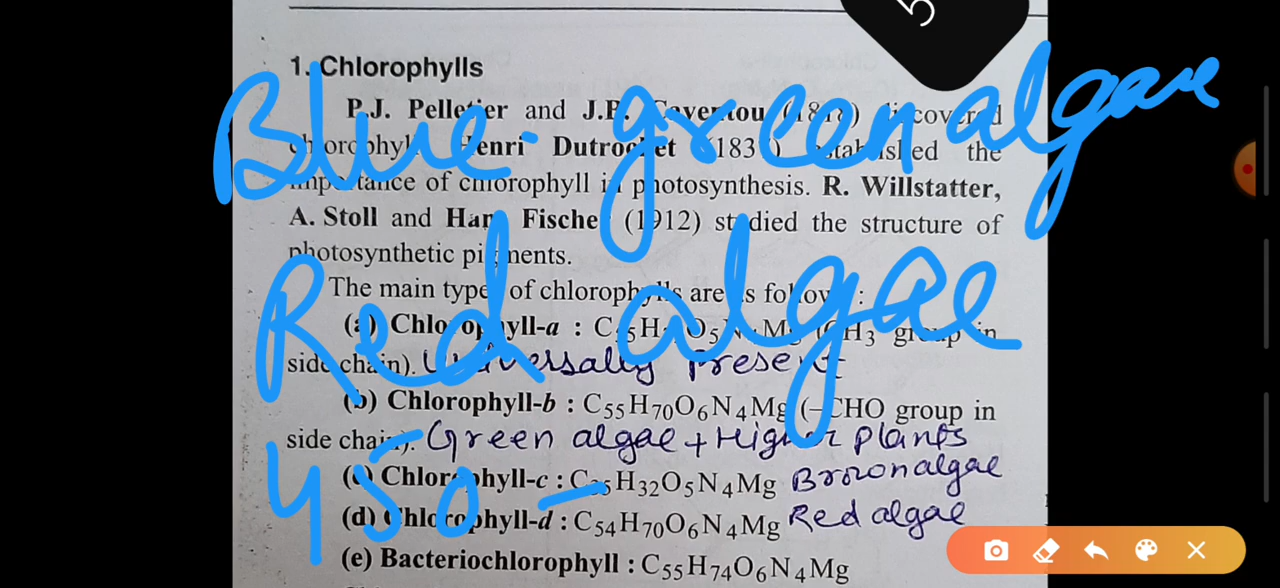 5
1. Chlorophylls
P.J. Pelletier and J.B. Caventou (1818) discovered
chlorophyll. Henri Dutrochet (1837) established the
importance of chlorophyll in photosynthesis. R. Willstatter,
A. Stoll and Hans Fischer (1912) studied the structure of
photosynthetic pigments.
The main types of chlorophylls are as follows :
(a) Chlorophyll-a : C55H72O5N4Mg (CH3 group in
side chain). Universally Present
(b) Chlorophyll-b : C55H70O6N4Mg (–CHO group in
side chain). Green algae + Higher Plants
(c) Chlorophyll-c : C35H32O5N4Mg Brown algae
(d) Chlorophyll-d : C54H70O6N4Mg Red algae
(e) Bacteriochlorophyll : C55H74O6N4Mg
Blue-green algae
Red algae
450 –